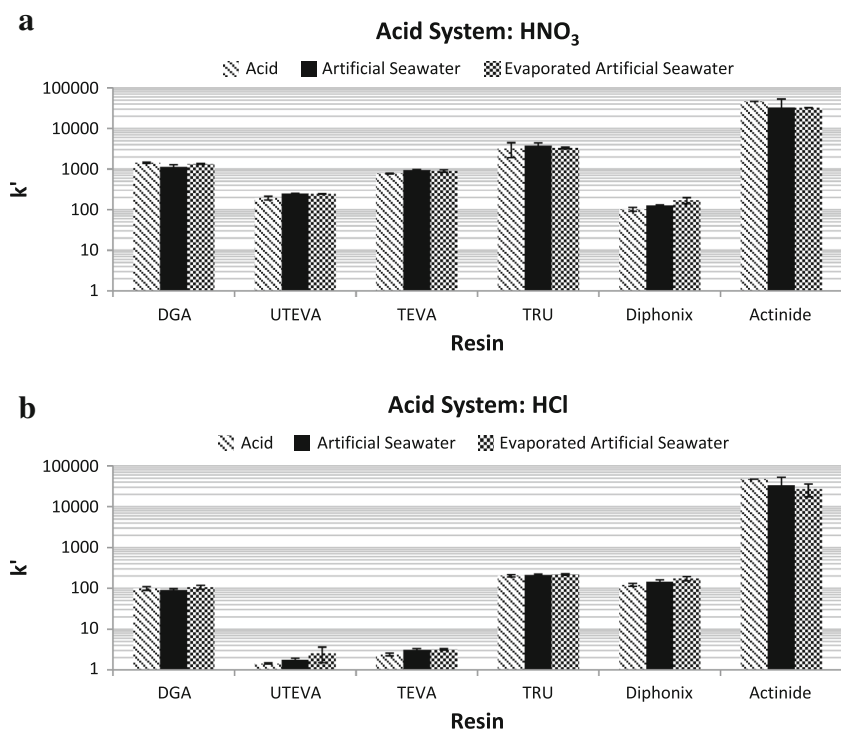 a
Acid System: HNO₃
Acid Artificial Seawater Evaporated Artificial Seawater
100000
10000
1000
100
10
1
k'
DGA UTEVA TEVA TRU Diphonix Actinide
Resin
b
Acid System: HCl
Acid Artificial Seawater Evaporated Artificial Seawater
100000
10000
1000
100
10
1
k'
DGA UTEVA TEVA TRU Diphonix Actinide
Resin